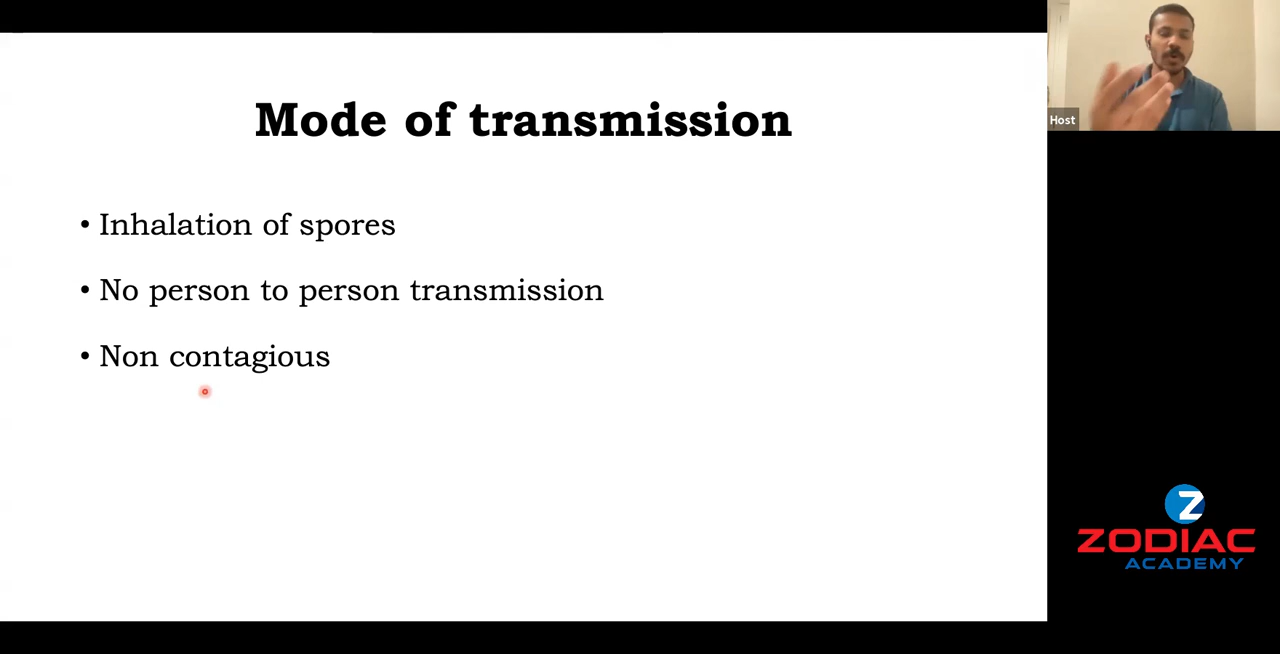 Mode of transmission
• Inhalation of spores
• No person to person transmission
• Non contagious
Host
Z
ZODIAC
ACADEMY